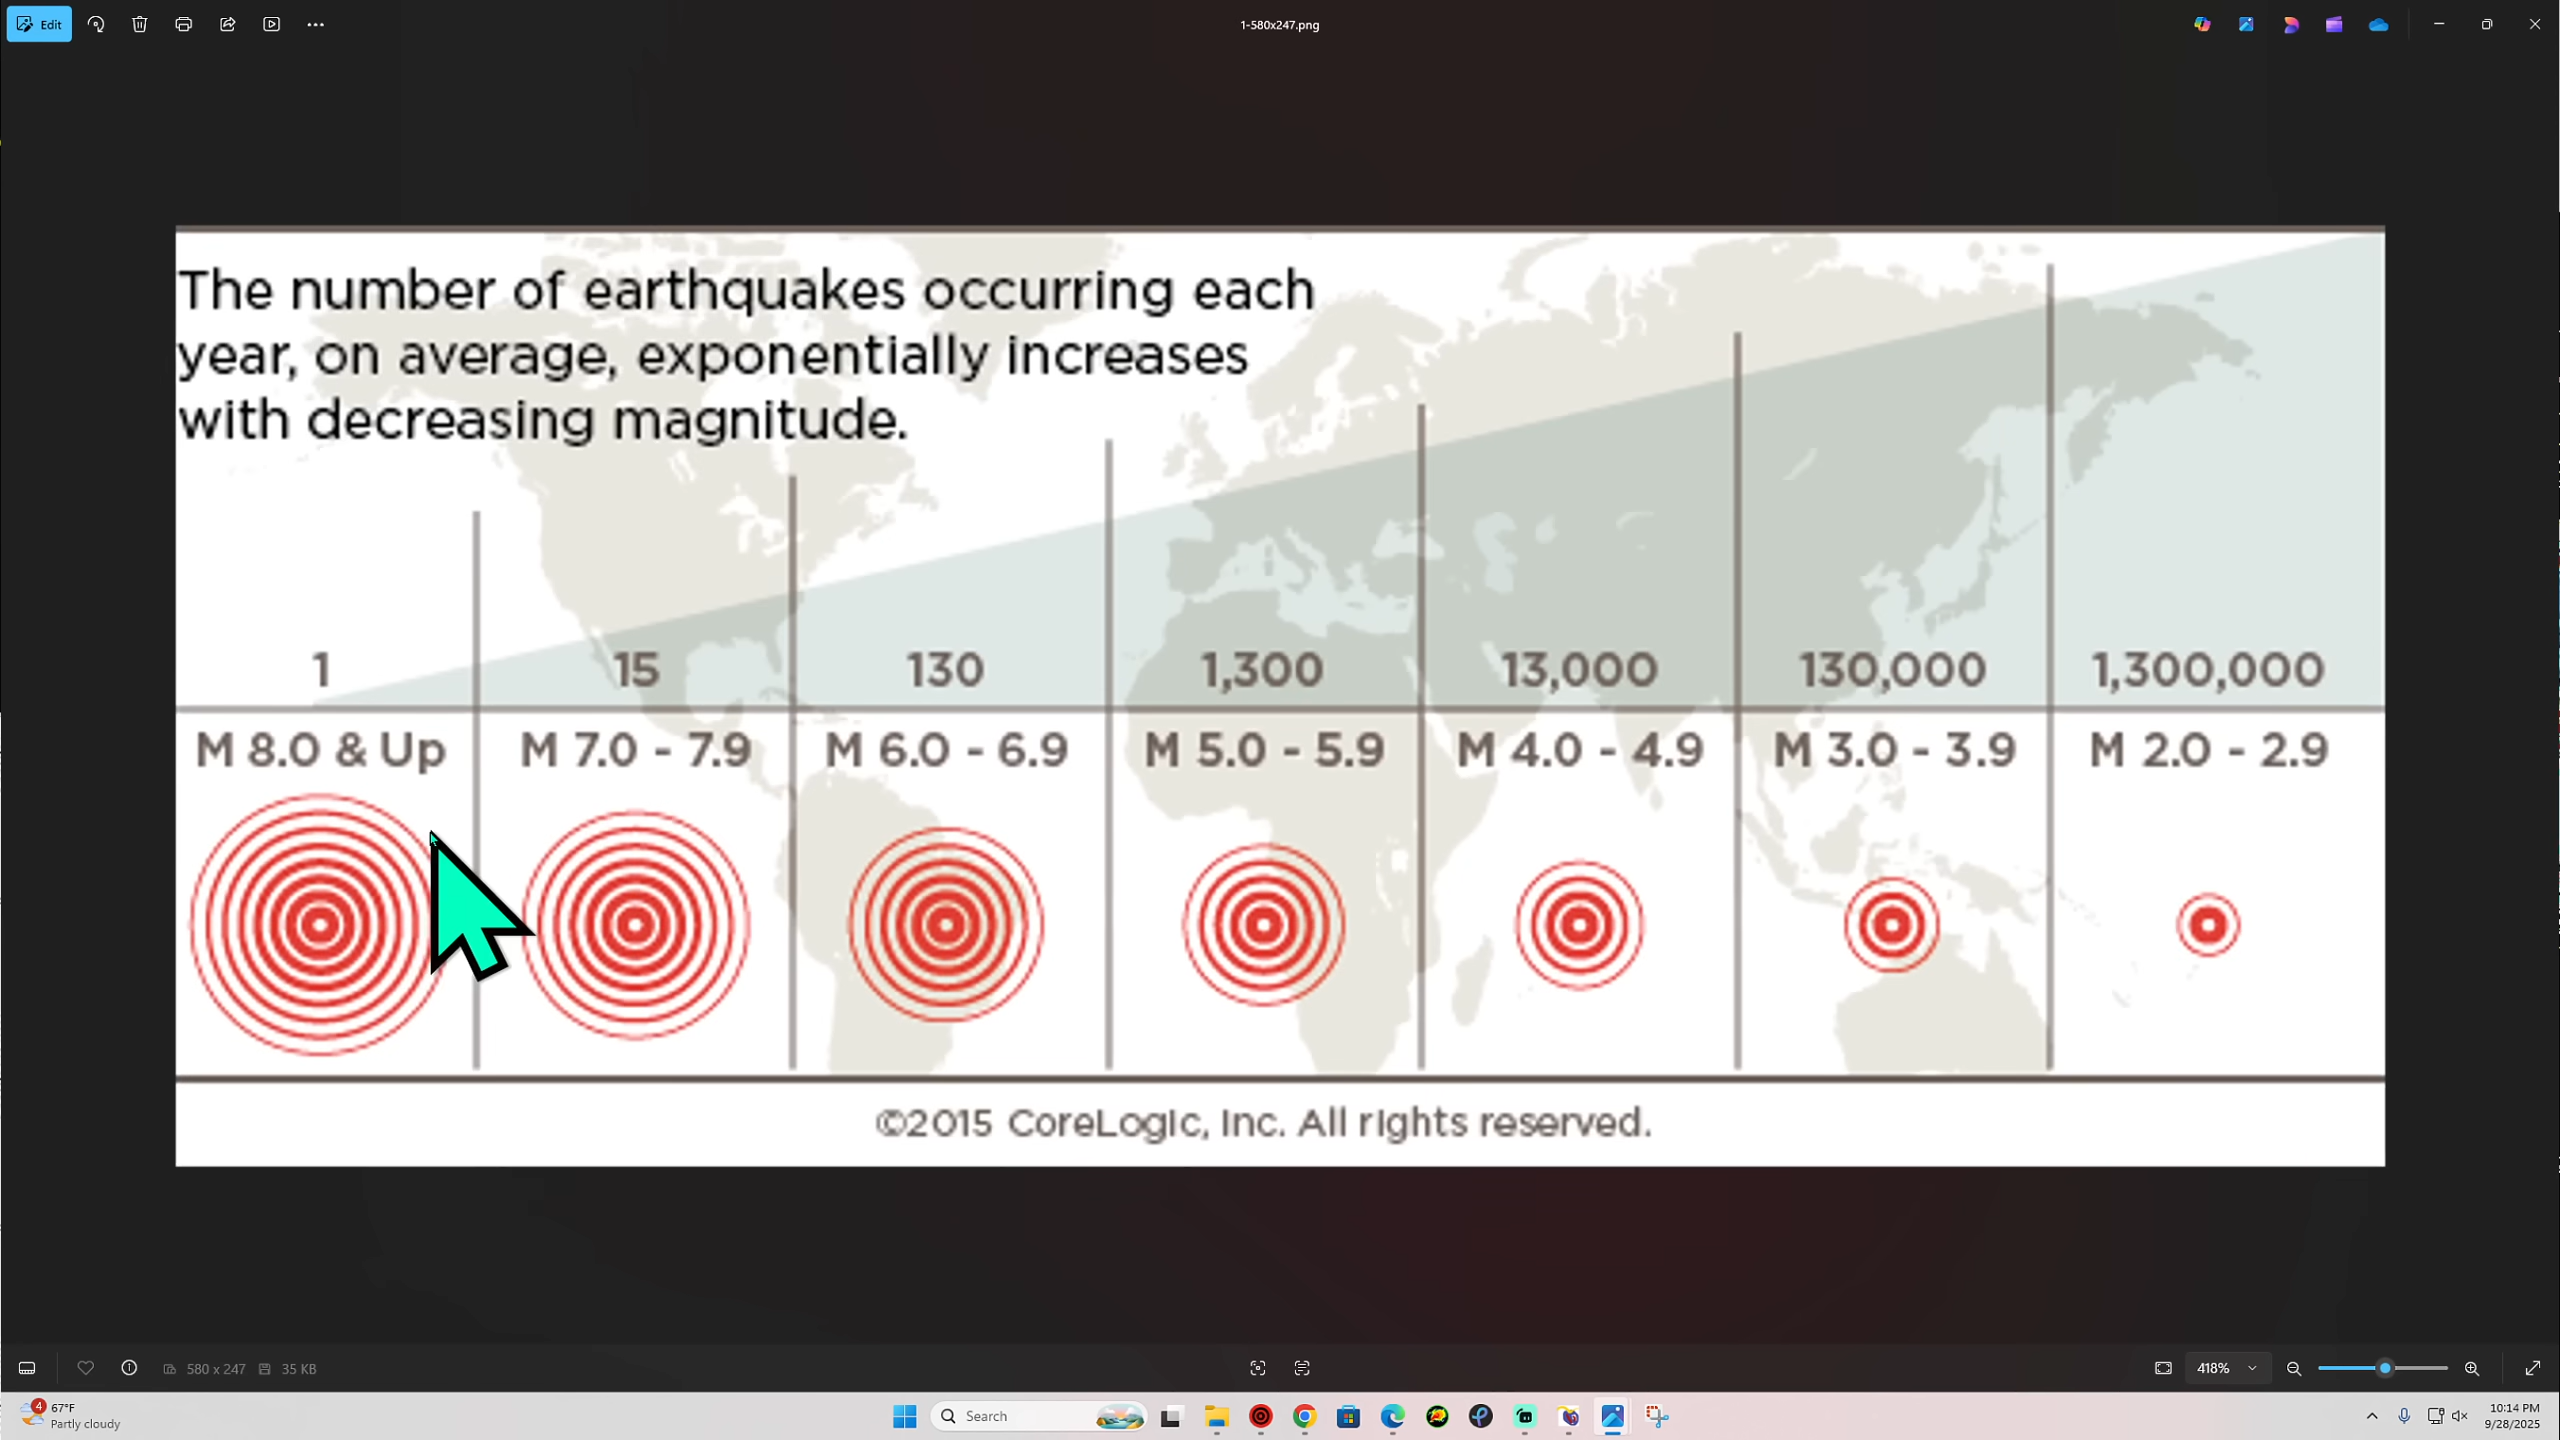 Edit
1-580x247.png
The number of earthquakes occurring each
year, on average, exponentially increases
with decreasing magnitude.
1 15 130 1,300 13,000 130,000 1,300,000
M 8.0 & Up M 7.0 - 7.9 M 6.0 - 6.9 M 5.0 - 5.9 M 4.0 - 4.9 M 3.0 - 3.9 M 2.0 - 2.9
©2015 CoreLogic, Inc. All rights reserved.
580 x 247 35 KB 418%
4 67°F
Partly cloudy
Search
10:14 PM
9/28/2025